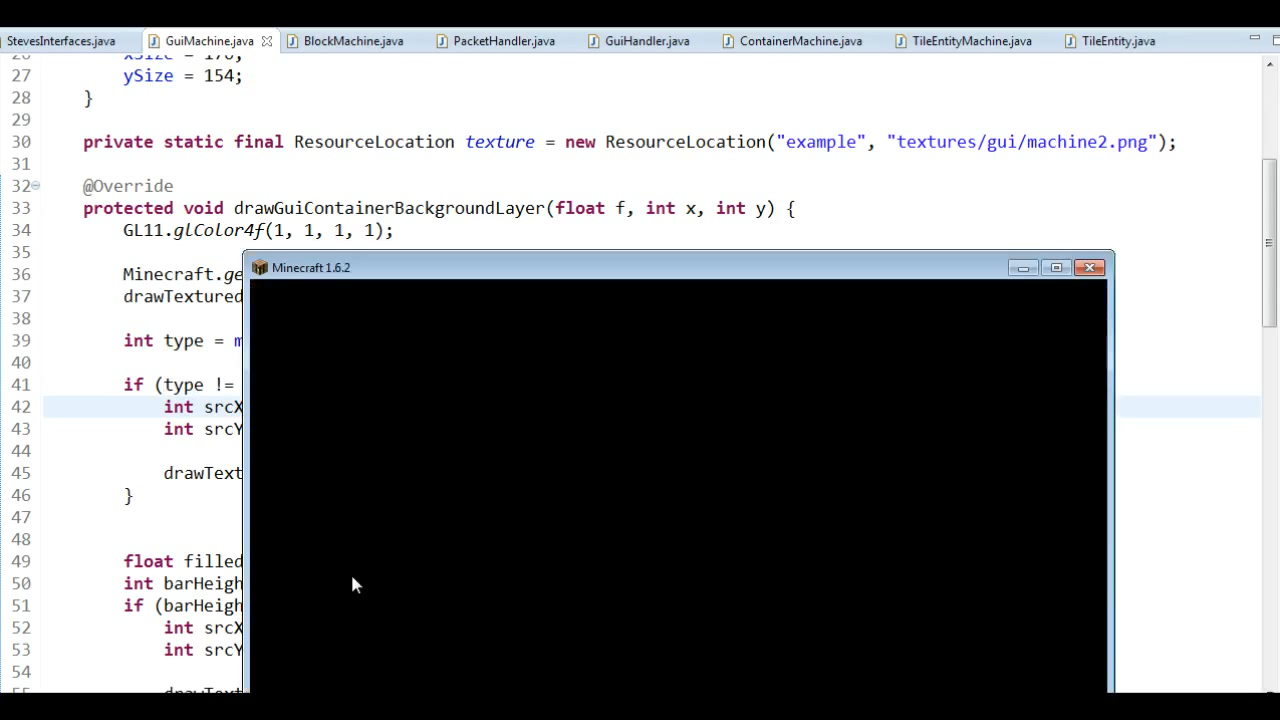 StevesInterfaces.java GuiMachine.java BlockMachine.java PacketHandler.java GuiHandler.java ContainerMachine.java TileEntityMachine.java TileEntity.java
26 xSize = 176;
27 ySize = 154;
28 }
29
30 private static final ResourceLocation texture = new ResourceLocation("example", "textures/gui/machine2.png");
31
32 @Override
33 protected void drawGuiContainerBackgroundLayer(float f, int x, int y) {
34 GL11.glColor4f(1, 1, 1, 1);
35
Minecraft 1.6.2
36 Minecraft.ge
37 drawTextured
38
39 int type = m
40
41 if (type !=
42 int srcX
43 int srcY
44
45 drawText
46 }
47
48
49 float filled
50 int barHeigh
51 if (barHeigh
52 int srcX
53 int srcY
54
55 drawText